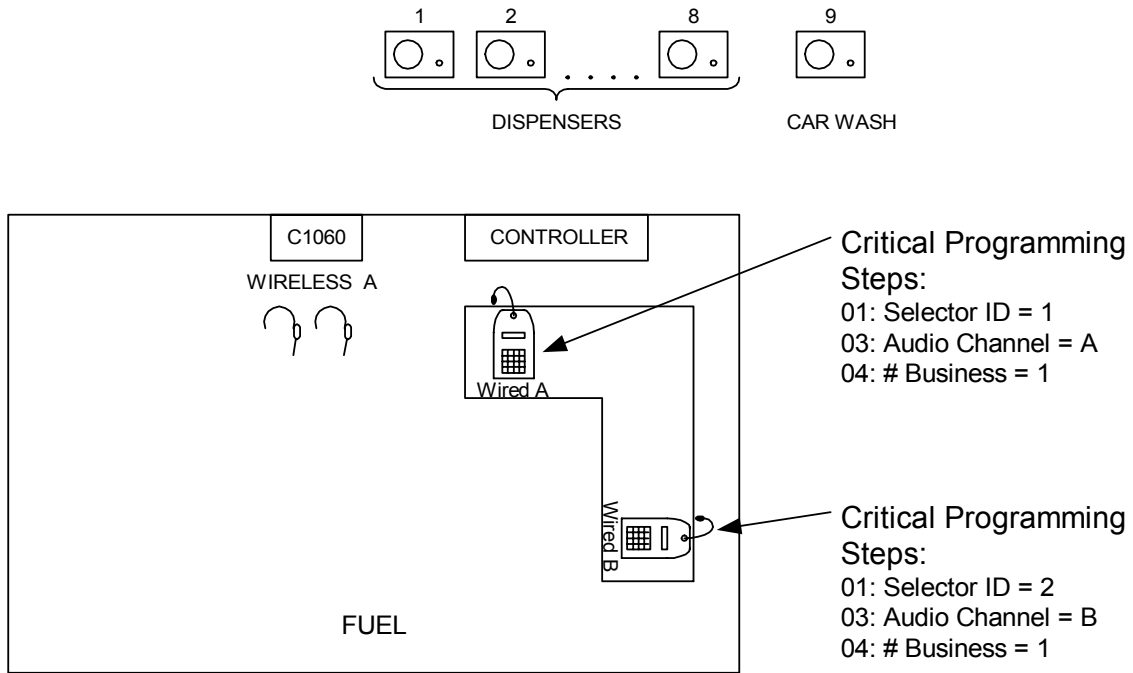 1 2 8 9
DISPENSERS CAR WASH
C1060 CONTROLLER
WIRELESS A
Wired A
Wired B
FUEL
Critical Programming
Steps:
01: Selector ID = 1
03: Audio Channel = A
04: # Business = 1
Critical Programming
Steps:
01: Selector ID = 2
03: Audio Channel = B
04: # Business = 1